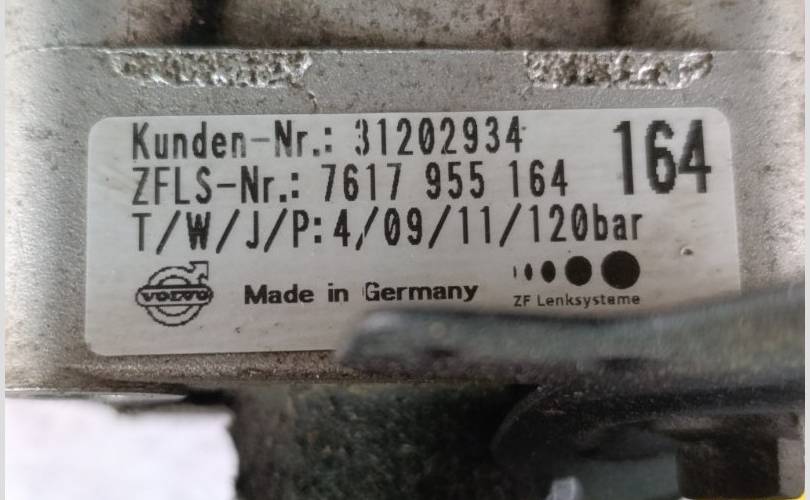 Kunden-Nr.: 31202934
164
ZFLS-Nr.: 7617 955 164
T/W/J/P: 4/09/11/120bar
VOLVO
Made in Germany
ZF Lenksysteme